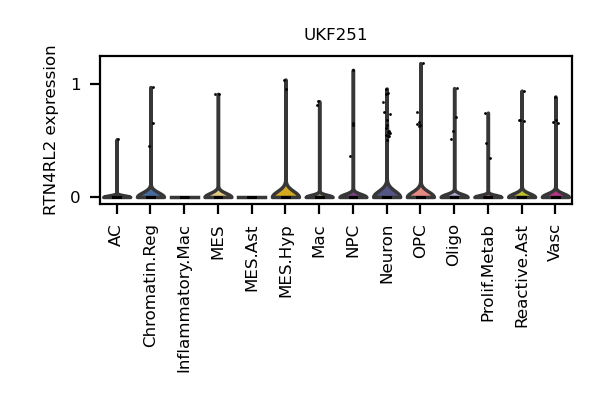 UKF251
RTN4RL2 expression
1
0
AC
Chromatin.Reg
Inflammatory.Mac
MES
MES.Ast
MES.Hyp
Mac
NPC
Neuron
OPC
Oligo
Prolif.Metab
Reactive.Ast
Vasc